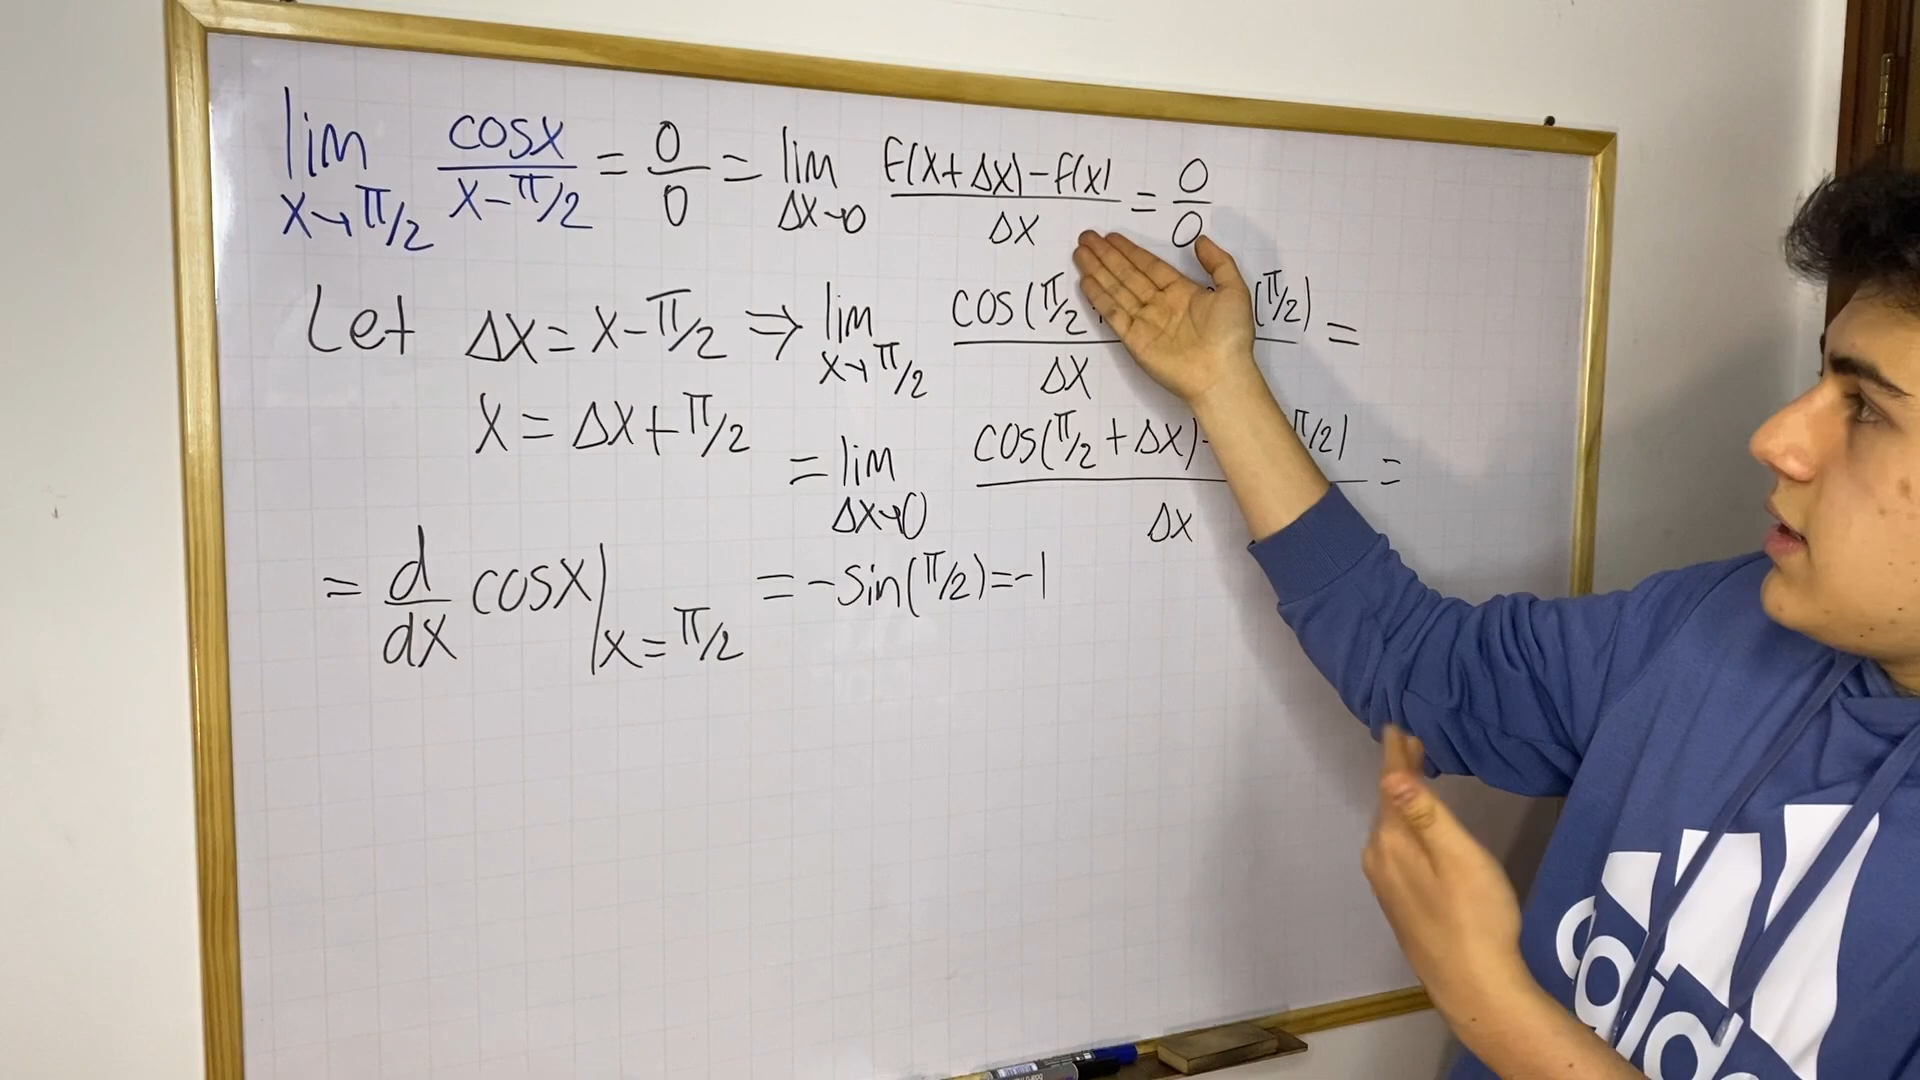 lim x→π/2 cosx / x-π/2 = 0/0 = lim Δx→0 f(x+Δx)-f(x) / Δx = 0/0
Let Δx = x-π/2 ⇒ lim x→π/2 cos(π/2 (π/2) / Δx =
x = Δx+π/2
= lim Δx→0 cos(π/2+Δx)- π/2) / Δx =
= d/dx cosx | x=π/2 = -sin(π/2)=-1
adidas